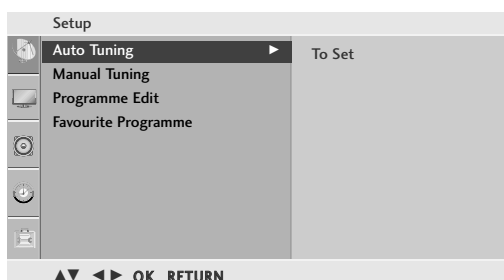 Setup
Auto Tuning ► To Set
Manual Tuning
Programme Edit
Favourite Programme
▲▼ ◄► OK RETURN